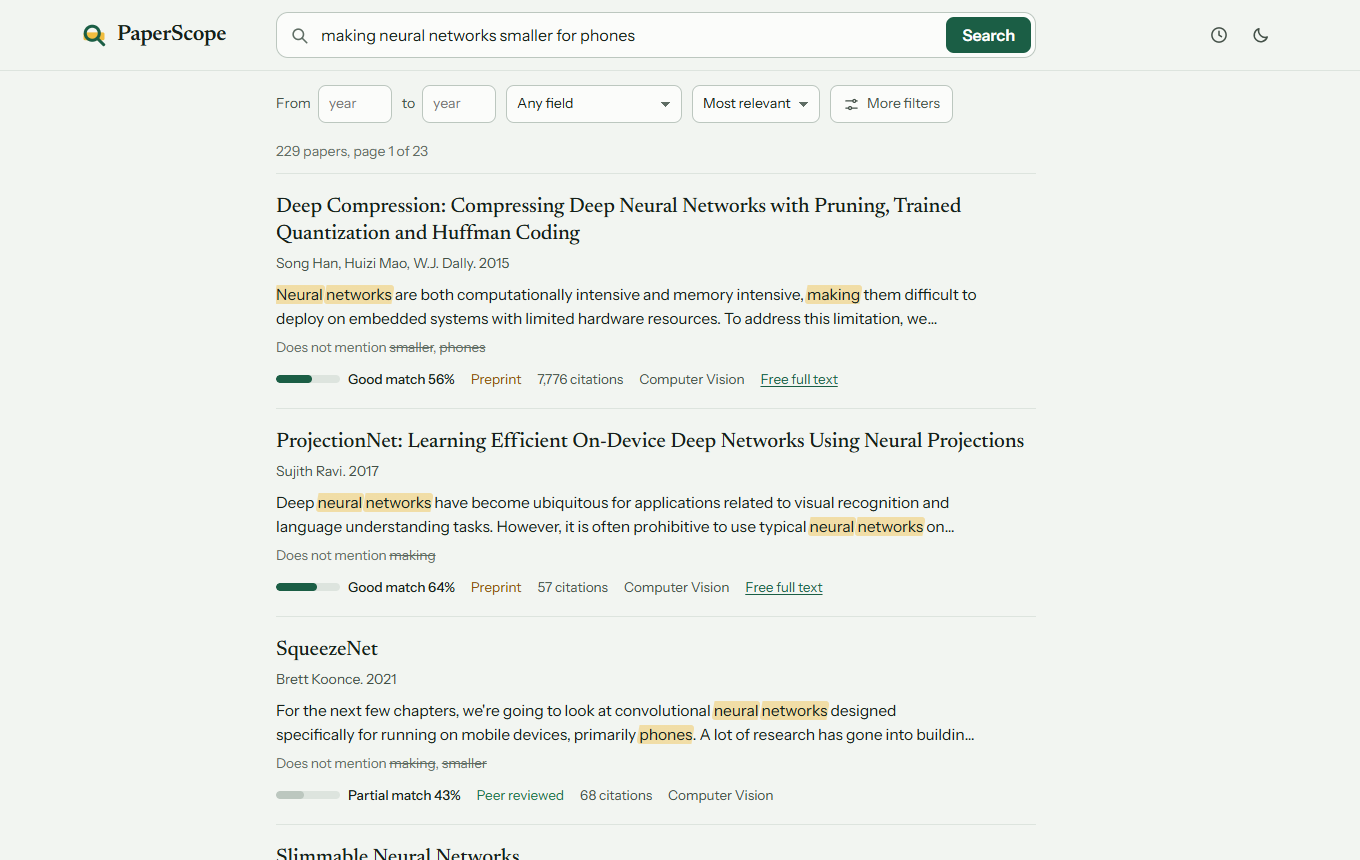 PaperScope
making neural networks smaller for phones
Search
From year to year Any field Most relevant More filters
229 papers, page 1 of 23
Deep Compression: Compressing Deep Neural Networks with Pruning, Trained
Quantization and Huffman Coding
Song Han, Huizi Mao, W.J. Dally. 2015
Neural networks are both computationally intensive and memory intensive, making them difficult to
deploy on embedded systems with limited hardware resources. To address this limitation, we...
Does not mention smaller, phones
Good match 56% Preprint 7,776 citations Computer Vision Free full text
ProjectionNet: Learning Efficient On-Device Deep Networks Using Neural Projections
Sujith Ravi. 2017
Deep neural networks have become ubiquitous for applications related to visual recognition and
language understanding tasks. However, it is often prohibitive to use typical neural networks on...
Does not mention making
Good match 64% Preprint 57 citations Computer Vision Free full text
SqueezeNet
Brett Koonce. 2021
For the next few chapters, we're going to look at convolutional neural networks designed
specifically for running on mobile devices, primarily phones. A lot of research has gone into buildin...
Does not mention making, smaller
Partial match 43% Peer reviewed 68 citations Computer Vision
Slimmable Neural Networks